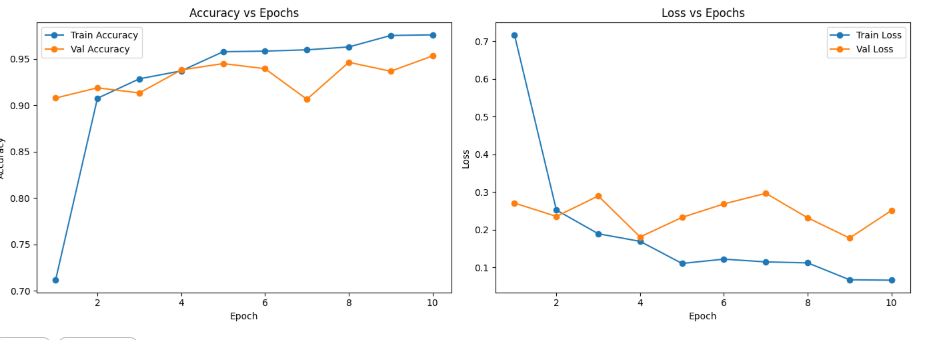 Accuracy vs Epochs
Train Accuracy
Val Accuracy
0.95
0.90
0.85
0.80
0.75
0.70
Accuracy
2 4 6 8 10
Epoch
Loss vs Epochs
Train Loss
Val Loss
0.7
0.6
0.5
0.4
0.3
0.2
0.1
Loss
2 4 6 8 10
Epoch